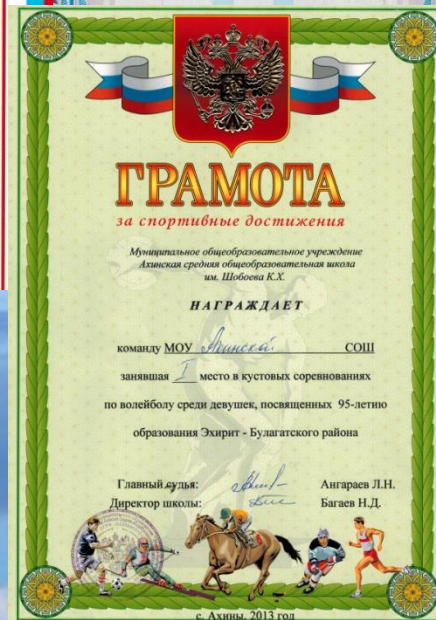 ГРАМОТА
за спортивные достижения
Муниципальное общеобразовательное учреждение
Ахинская средняя общеобразовательная школа
им. Шобоева К.Х.
НАГРАЖДАЕТ
команду МОУ Ахинская СОШ
занявшая I место в кустовых соревнованиях
по волейболу среди девушек, посвященных 95-летию
образования Эхирит - Булагатского района
Главный судья: Ангараев Л.Н.
Директор школы: Багаев Н.Д.
с. Ахины, 2013 год